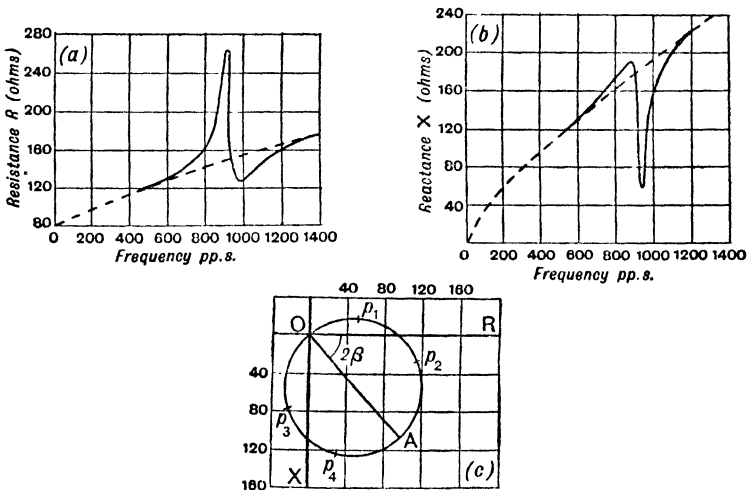 280
240
200
160
120
80
Resistance R (ohms)
(a)
0 200 400 600 800 1000 1200 1400
Frequency pp.s.
240
200
160
120
80
40
Reactance X (ohms)
(b)
0 200 400 600 800 1000 1200 1400
Frequency pp.s.
40 80 120 160
O p₁ R
2β p₂
40
80
p₃ A
120
p₄
X (c)
160